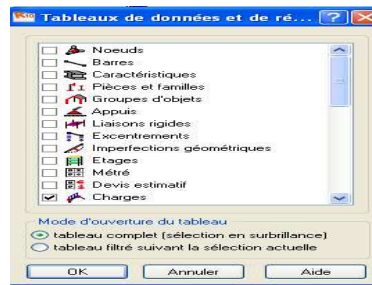 Tableaux de données et de ré...
Noeuds
Barres
Caractéristiques
Pièces et familles
Groupes d'objets
Appuis
Liaisons rigides
Excentrements
Imperfections géométriques
Etages
Métré
Devis estimatif
Charges
Mode d'ouverture du tableau
tableau complet (sélection en surbrillance)
tableau filtré suivant la sélection actuelle
OK Annuler Aide